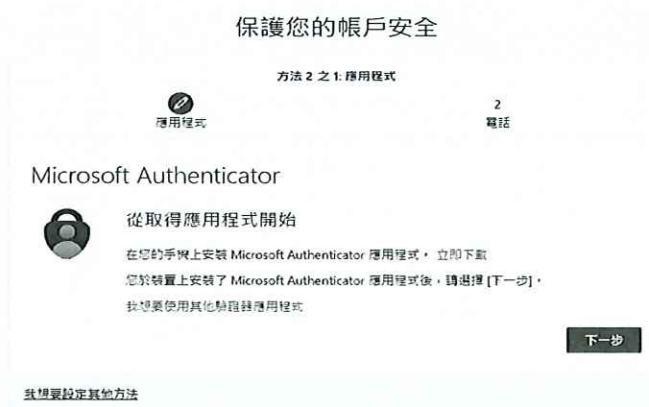 保護您的帳戶安全
方法 2 之 1: 應用程式
應用程式
2
電話
Microsoft Authenticator
從取得應用程式開始
在您的手機上安裝 Microsoft Authenticator 應用程式。 立即下載
您於裝置上安裝了 Microsoft Authenticator 應用程式後，請選擇 [下一步]。
我想要使用其他驗證器應用程式
下一步
我想要設定其他方法